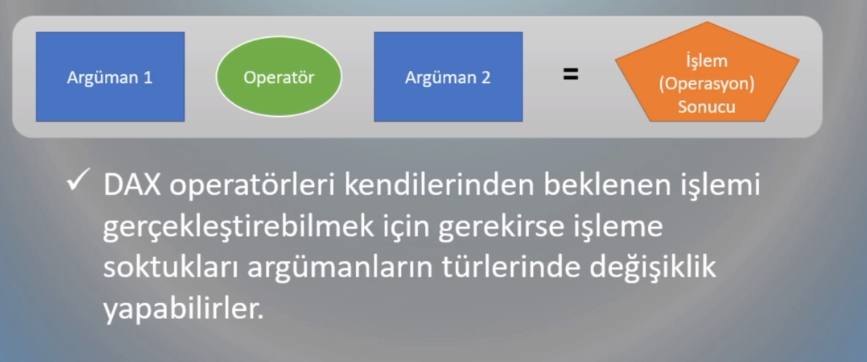 Argüman 1
Operatör
Argüman 2
=
İşlem
(Operasyon)
Sonucu
✓ DAX operatörleri kendilerinden beklenen işlemi
gerçekleştirebilmek için gerekirse işleme
soktukları argümanların türlerinde değişiklik
yapabilirler.